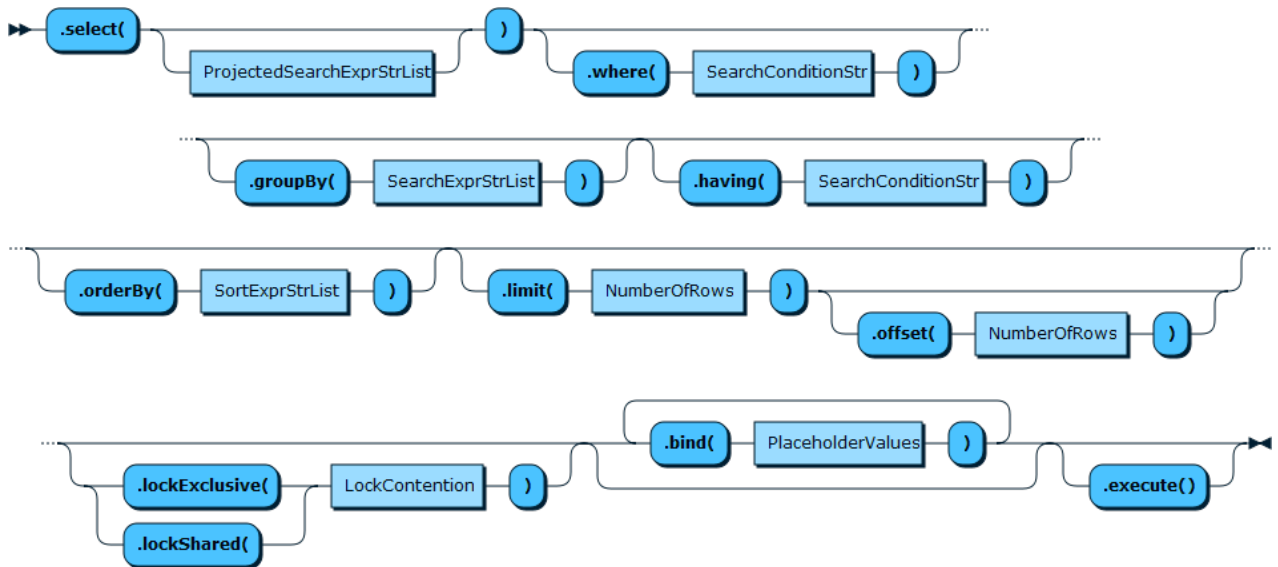 .select( )
ProjectedSearchExprStrList
.where( SearchConditionStr )
.groupBy( SearchExprStrList ) .having( SearchConditionStr )
.orderBy( SortExprStrList ) .limit( NumberOfRows )
.offset( NumberOfRows )
.bind( PlaceholderValues )
.lockExclusive( LockContention ) .execute()
.lockShared(